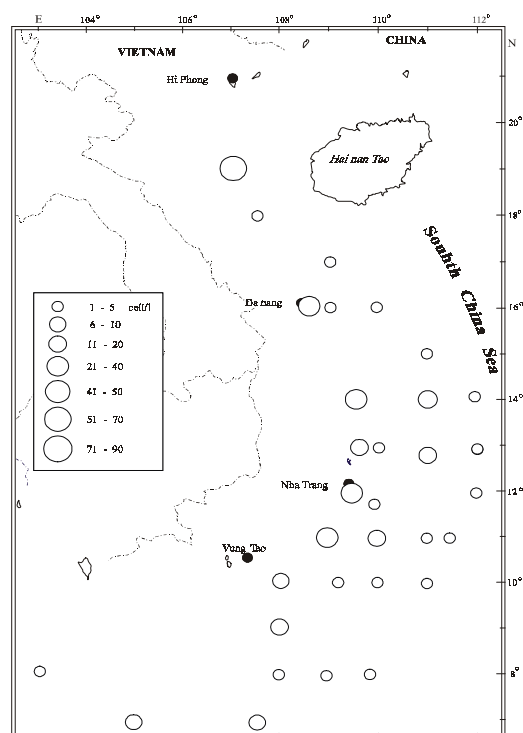 E 104° 106° 108° 110° 112°
N
VIETNAM
CHINA
Hi Phong
20°
Hai nan Tao
18°
Souhth China Sea
Da nang
16°
1 - 5 cell/l
6 - 10
11 - 20
21 - 40
41 - 50
51 - 70
71 - 90
14°
Nha Trang
12°
Vung Tao
10°
8°